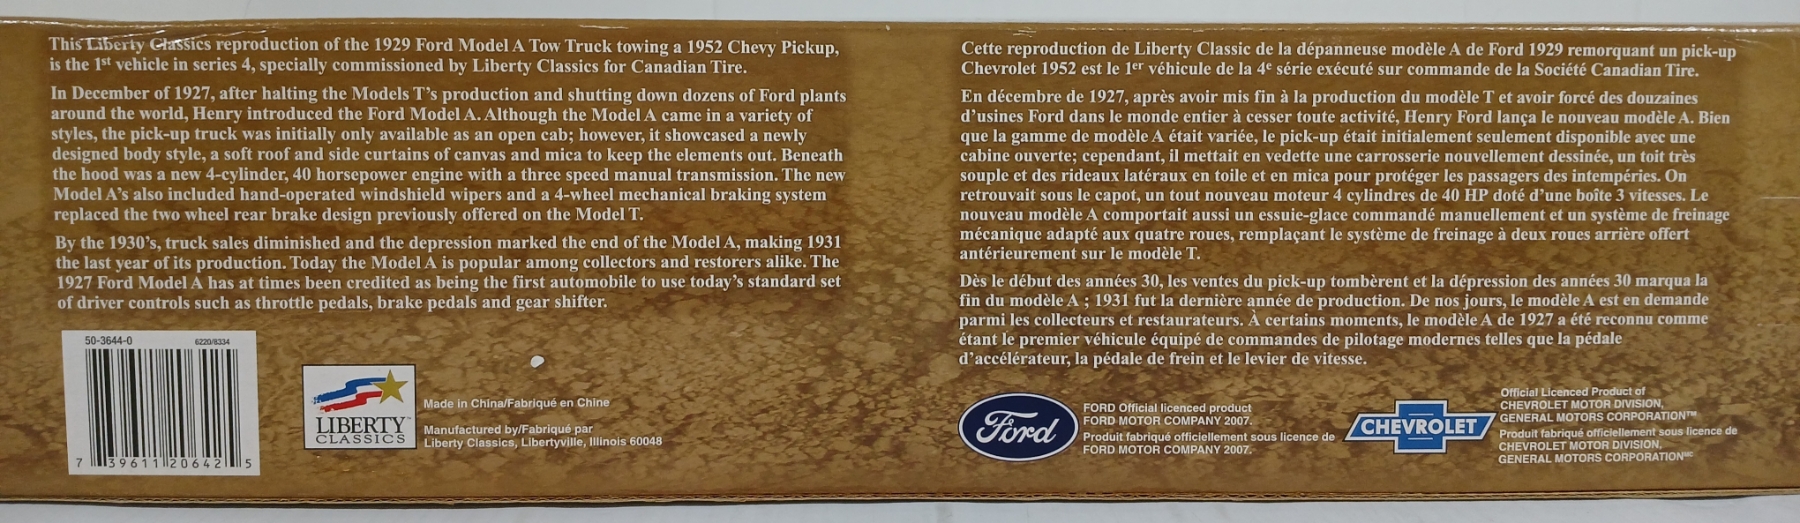 This Liberty Classics reproduction of the 1929 Ford Model A Tow Truck towing a 1952 Chevy Pickup,
is the 1st vehicle in series 4, specially commissioned by Liberty Classics for Canadian Tire.
In December of 1927, after halting the Models T's production and shutting down dozens of Ford plants
around the world, Henry introduced the Ford Model A. Although the Model A came in a variety of
styles, the pick-up truck was initially only available as an open cab; however, it showcased a newly
designed body style, a soft roof and side curtains of canvas and mica to keep the elements out. Beneath
the hood was a new 4-cylinder, 40 horsepower engine with a three speed manual transmission. The new
Model A's also included hand-operated windshield wipers and a 4-wheel mechanical braking system
replaced the two wheel rear brake design previously offered on the Model T.
By the 1930's, truck sales diminished and the depression marked the end of the Model A, making 1931
the last year of its production. Today the Model A is popular among collectors and restorers alike. The
1927 Ford Model A has at times been credited as being the first automobile to use today's standard set
of driver controls such as throttle pedals, brake pedals and gear shifter.
50-3644-0 6220/8334
7 39611 20642 5
LIBERTY™
CLASSICS
Made in China/Fabriqué en Chine
Manufactured by/Fabriqué par
Liberty Classics, Libertyville, Illinois 60048
Cette reproduction de Liberty Classic de la dépanneuse modèle A de Ford 1929 remorquant un pick-up
Chevrolet 1952 est le 1er véhicule de la 4e série exécuté sur commande de la Société Canadian Tire.
En décembre de 1927, après avoir mis fin à la production du modèle T et avoir forcé des douzaines
d'usines Ford dans le monde entier à cesser toute activité, Henry Ford lança le nouveau modèle A. Bien
que la gamme de modèle A était variée, le pick-up était initialement seulement disponible avec une
cabine ouverte; cependant, il mettait en vedette une carrosserie nouvellement dessinée, un toit très
souple et des rideaux latéraux en toile et en mica pour protéger les passagers des intempéries. On
retrouvait sous le capot, un tout nouveau moteur 4 cylindres de 40 HP doté d'une boîte 3 vitesses. Le
nouveau modèle A comportait aussi un essuie-glace commandé manuellement et un système de freinage
mécanique adapté aux quatre roues, remplaçant le système de freinage à deux roues arrière offert
antérieurement sur le modèle T.
Dès le début des années 30, les ventes du pick-up tombèrent et la dépression des années 30 marqua la
fin du modèle A ; 1931 fut la dernière année de production. De nos jours, le modèle A est en demande
parmi les collecteurs et restaurateurs. À certains moments, le modèle A de 1927 a été reconnu comme
étant le premier véhicule équipé de commandes de pilotage modernes telles que la pédale
d'accélérateur, la pédale de frein et le levier de vitesse.
Ford
FORD Official licenced product
FORD MOTOR COMPANY 2007.
Produit fabriqué officiellement sous licence de
FORD MOTOR COMPANY 2007.
CHEVROLET
Official Licenced Product of
CHEVROLET MOTOR DIVISION,
GENERAL MOTORS CORPORATION™
Produit fabriqué officiellement sous licence de
CHEVROLET MOTOR DIVISION,
GENERAL MOTORS CORPORATIONMC